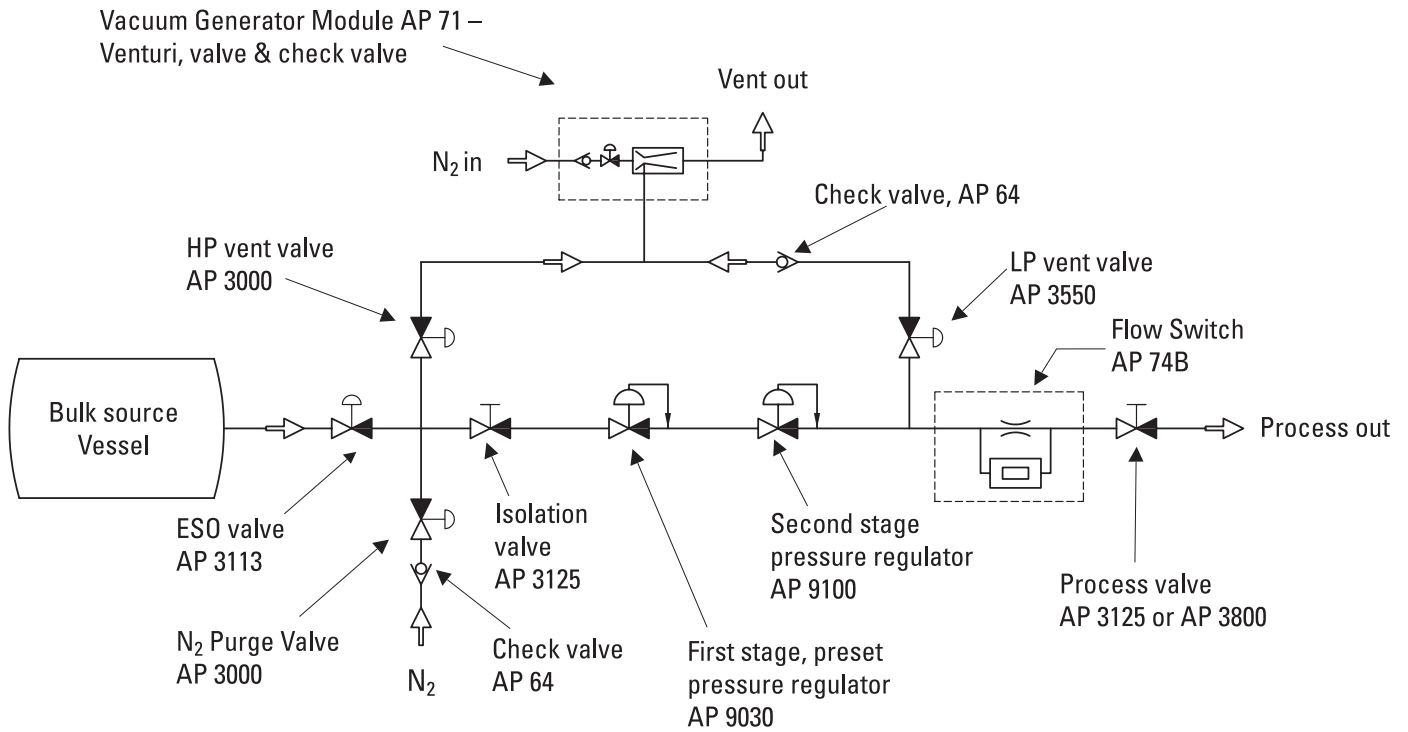 Vacuum Generator Module AP 71 –
Venturi, valve & check valve
Vent out
N₂ in
Check valve, AP 64
HP vent valve
AP 3000
LP vent valve
AP 3550
Flow Switch
AP 74B
Bulk source
Vessel
Process out
ESO valve
AP 3113
Isolation
valve
AP 3125
Second stage
pressure regulator
AP 9100
Process valve
AP 3125 or AP 3800
N₂ Purge Valve
AP 3000
N₂
Check valve
AP 64
First stage, preset
pressure regulator
AP 9030